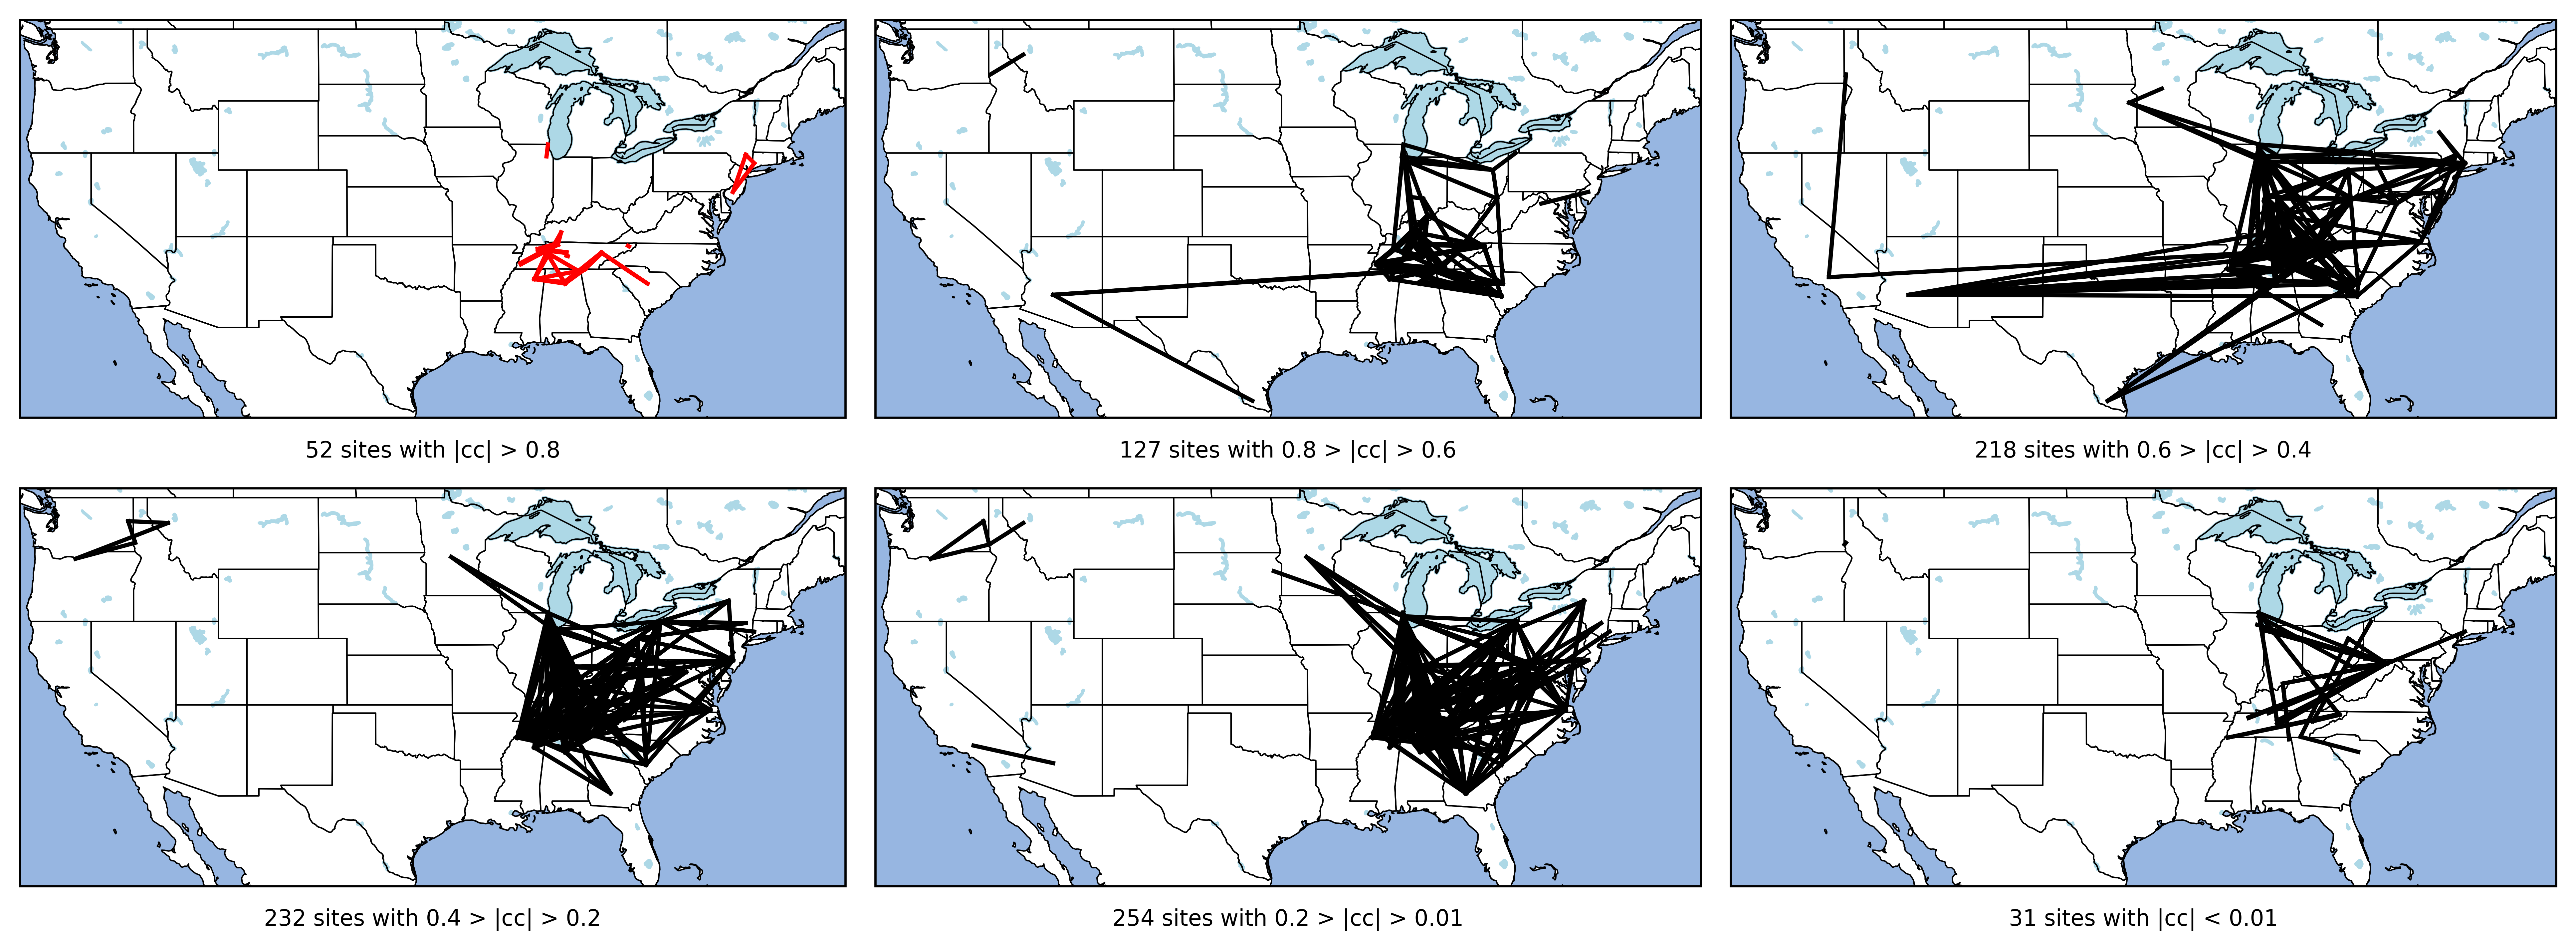 52 sites with |cc| > 0.8
127 sites with 0.8 > |cc| > 0.6
218 sites with 0.6 > |cc| > 0.4
232 sites with 0.4 > |cc| > 0.2
254 sites with 0.2 > |cc| > 0.01
31 sites with |cc| < 0.01